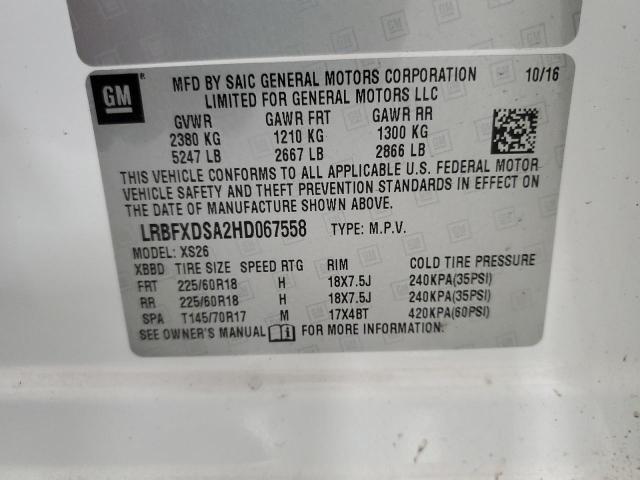 GM
GM
MFD BY SAIC GENERAL MOTORS CORPORATION 10/16
LIMITED FOR GENERAL MOTORS LLC
GVWR GAWR FRT GAWR RR
2380 KG 1210 KG 1300 KG
5247 LB 2667 LB 2866 LB
THIS VEHICLE CONFORMS TO ALL APPLICABLE U.S. FEDERAL MOTOR
VEHICLE SAFETY AND THEFT PREVENTION STANDARDS IN EFFECT ON
THE DATE OF MANUFACTURE SHOWN ABOVE.
LRBFXDSA2HD067558 TYPE: M.P.V.
MODEL: XS26
XBBD TIRE SIZE SPEED RTG RIM COLD TIRE PRESSURE
FRT 225/60R18 H 18X7.5J 240KPA(35PSI)
RR 225/60R18 H 18X7.5J 240KPA(35PSI)
SPA T145/70R17 M 17X4BT 420KPA(60PSI)
SEE OWNER'S MANUAL FOR MORE INFORMATION.